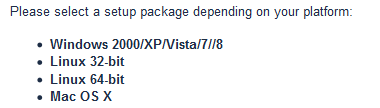 Please select a setup package depending on your platform:
• Windows 2000/XP/Vista/7//8
• Linux 32-bit
• Linux 64-bit
• Mac OS X